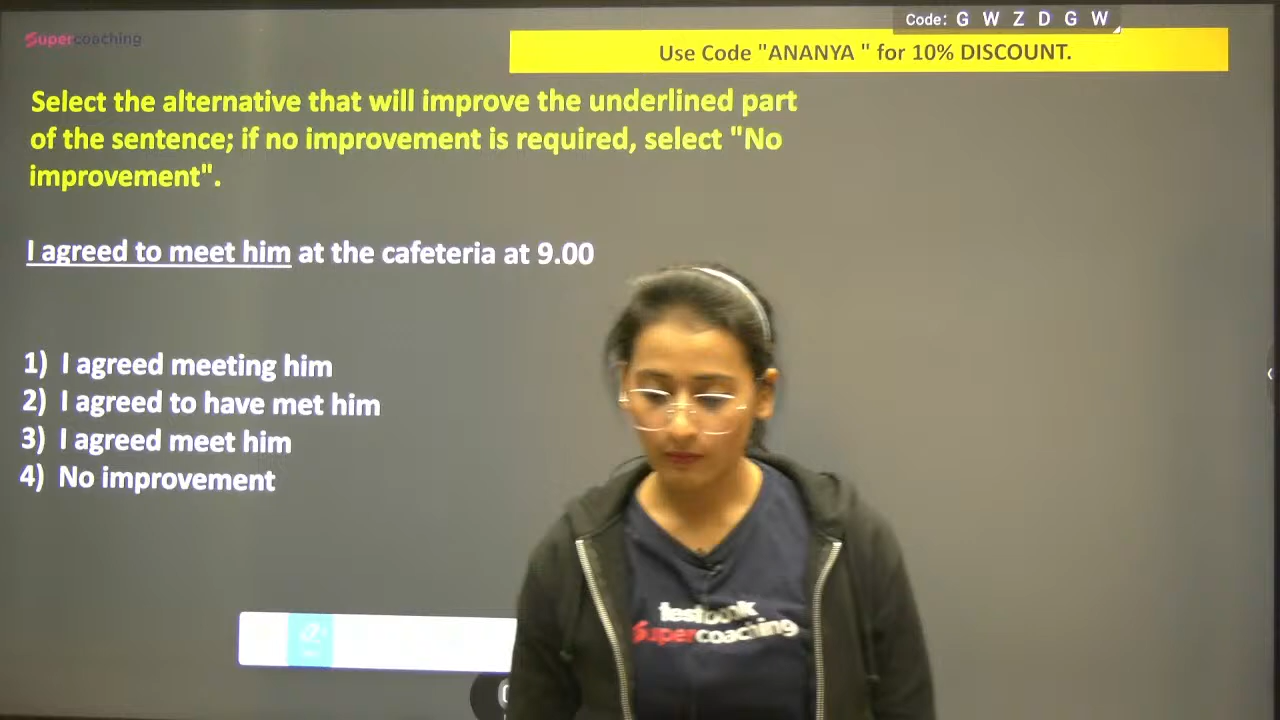 Code: G W Z D G W
Supercoaching
Use Code "ANANYA " for 10% DISCOUNT.
Select the alternative that will improve the underlined part
of the sentence; if no improvement is required, select "No
improvement".
I agreed to meet him at the cafeteria at 9.00
1) I agreed meeting him
2) I agreed to have met him
3) I agreed meet him
4) No improvement
testbook
Supercoaching